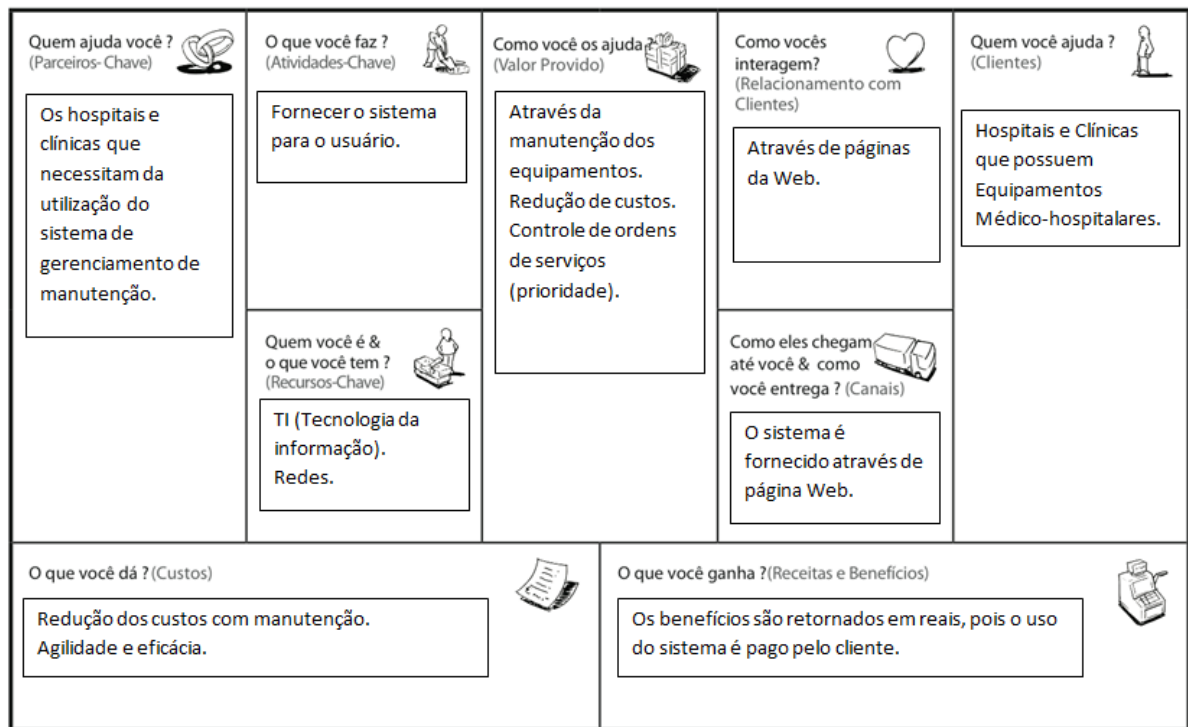 Quem ajuda você ?
(Parceiros- Chave)
Os hospitais e
clínicas que
necessitam da
utilização do
sistema de
gerenciamento de
manutenção.
O que você faz ?
(Atividades-Chave)
Fornecer o sistema
para o usuário.
Quem você é &
o que você tem ?
(Recursos-Chave)
TI (Tecnologia da
informação).
Redes.
Como você os ajuda ?
(Valor Provido)
Através da
manutenção dos
equipamentos.
Redução de custos.
Controle de ordens
de serviços
(prioridade).
Como vocês
interagem?
(Relacionamento com
Clientes)
Através de páginas
da Web.
Como eles chegam
até você & como
você entrega ? (Canais)
O sistema é
fornecido através de
página Web.
Quem você ajuda ?
(Clientes)
Hospitais e Clínicas
que possuem
Equipamentos
Médico-hospitalares.
O que você dá ? (Custos)
Redução dos custos com manutenção.
Agilidade e eficácia.
O que você ganha ? (Receitas e Benefícios)
Os benefícios são retornados em reais, pois o uso
do sistema é pago pelo cliente.